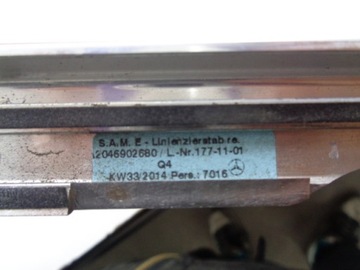 S.A.M.E - Linienzierstab re.
A2046902680 / L.-Nr.177-11-01
Q4
KW33/2014 Pers.: 7016